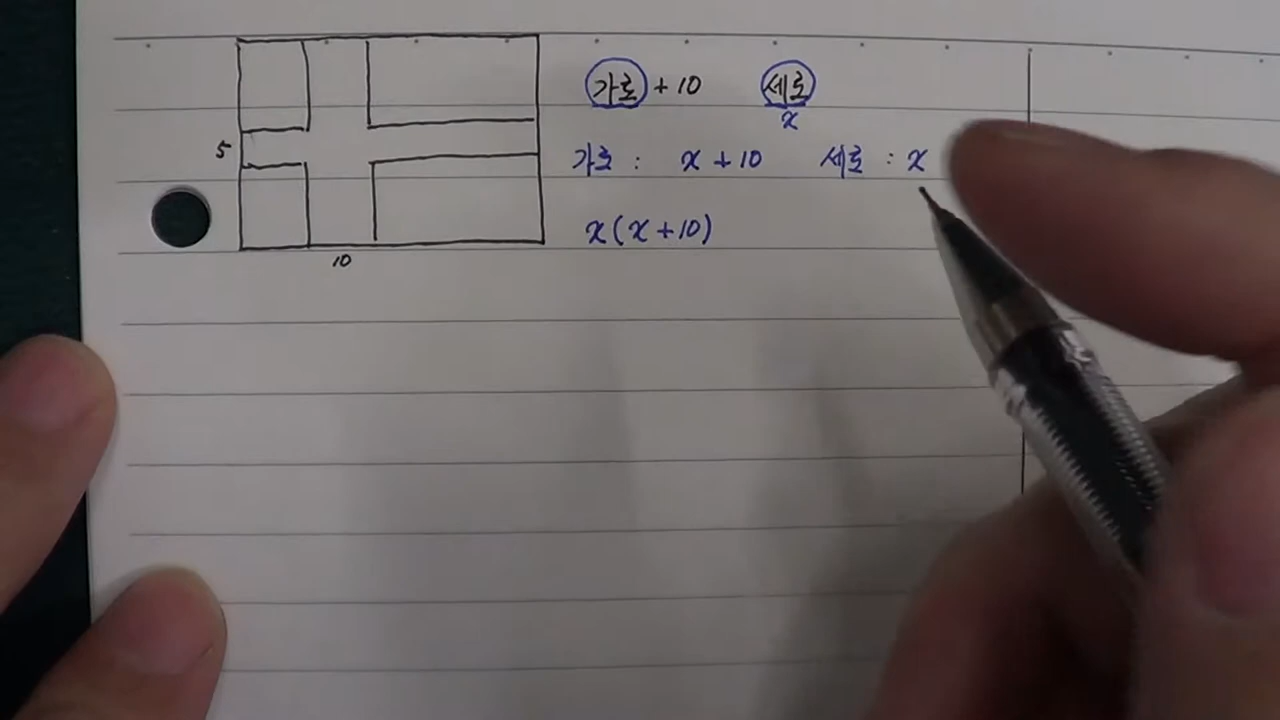 가로 + 10 세로
x
5
가로 : x + 10 세로 : x
x(x+10)
10